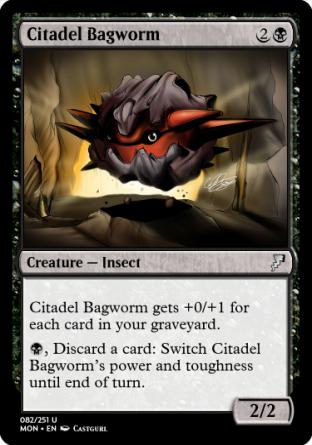 Citadel Bagworm 2
Creature — Insect
Citadel Bagworm gets +0/+1 for
each card in your graveyard.
, Discard a card: Switch Citadel
Bagworm's power and toughness
until end of turn.
2/2
082/251 U
MON • EN Castgurl